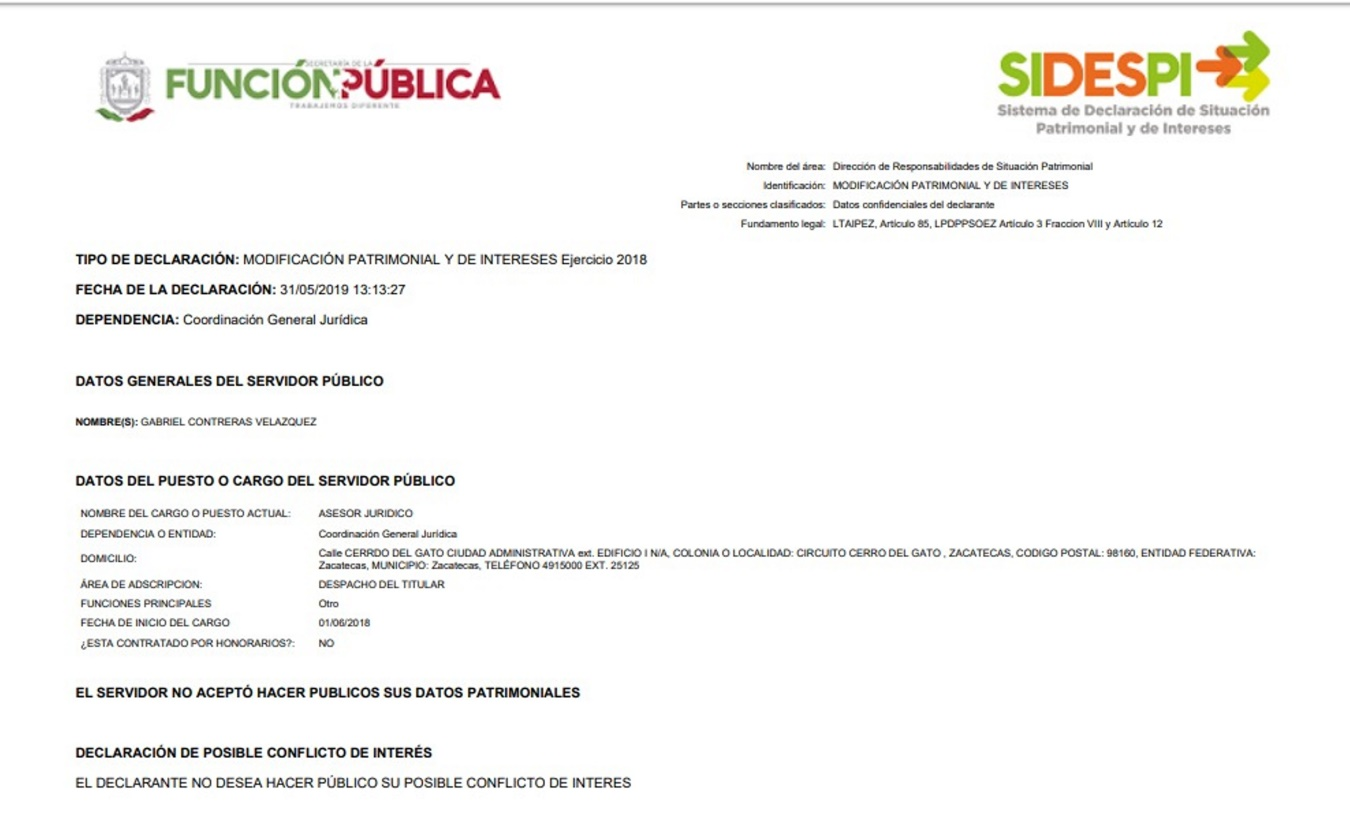 SECRETARÍA DE LA
FUNCIÓN PÚBLICA
TRABAJEMOS DIFERENTE
SIDESPI
Sistema de Declaración de Situación
Patrimonial y de Intereses
Nombre del área: Dirección de Responsabilidades de Situación Patrimonial
Identificación: MODIFICACIÓN PATRIMONIAL Y DE INTERESES
Partes o secciones clasificados: Datos confidenciales del declarante
Fundamento legal: LTAIPEZ, Artículo 85, LPDPPSOEZ Artículo 3 Fraccion VIII y Artículo 12
TIPO DE DECLARACIÓN: MODIFICACIÓN PATRIMONIAL Y DE INTERESES Ejercicio 2018
FECHA DE LA DECLARACIÓN: 31/05/2019 13:13:27
DEPENDENCIA: Coordinación General Jurídica
DATOS GENERALES DEL SERVIDOR PÚBLICO
NOMBRE(S): GABRIEL CONTRERAS VELAZQUEZ
DATOS DEL PUESTO O CARGO DEL SERVIDOR PÚBLICO
NOMBRE DEL CARGO O PUESTO ACTUAL: ASESOR JURIDICO
DEPENDENCIA O ENTIDAD: Coordinación General Jurídica
DOMICILIO: Calle CERRDO DEL GATO CIUDAD ADMINISTRATIVA ext. EDIFICIO I N/A, COLONIA O LOCALIDAD: CIRCUITO CERRO DEL GATO , ZACATECAS, CODIGO POSTAL: 98160, ENTIDAD FEDERATIVA:
Zacatecas, MUNICIPIO: Zacatecas, TELÉFONO 4915000 EXT. 25125
ÁREA DE ADSCRIPCION: DESPACHO DEL TITULAR
FUNCIONES PRINCIPALES Otro
FECHA DE INICIO DEL CARGO 01/06/2018
¿ESTA CONTRATADO POR HONORARIOS?: NO
EL SERVIDOR NO ACEPTÓ HACER PUBLICOS SUS DATOS PATRIMONIALES
DECLARACIÓN DE POSIBLE CONFLICTO DE INTERÉS
EL DECLARANTE NO DESEA HACER PÚBLICO SU POSIBLE CONFLICTO DE INTERES